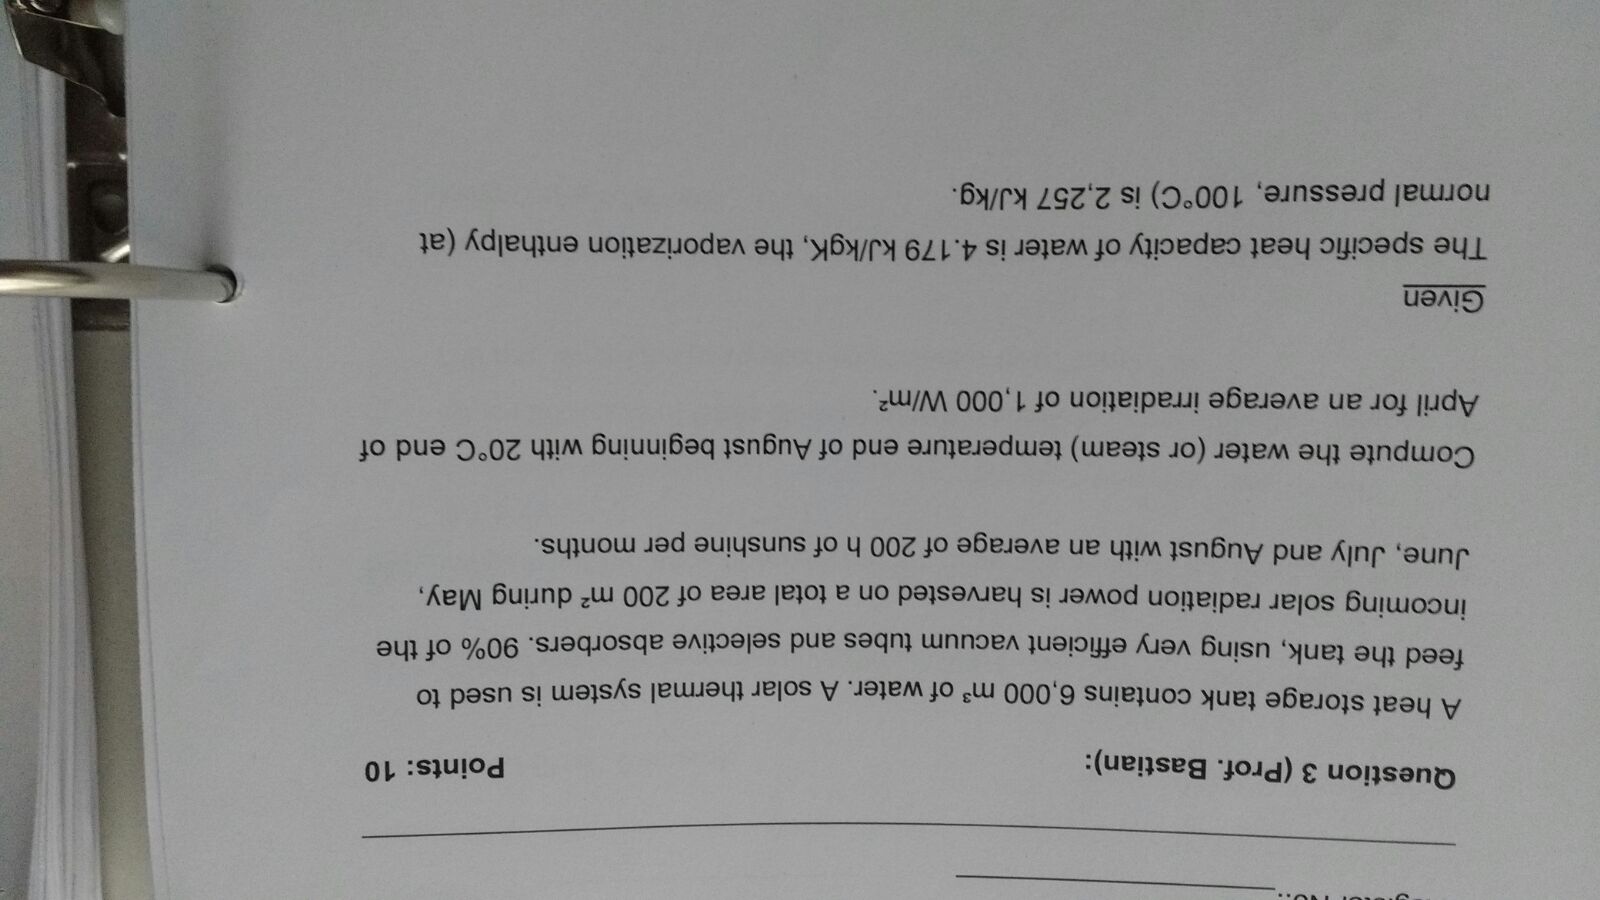 No.:
Question 3 (Prof. Bastian): Points: 10
A heat storage tank contains 6,000 m³ of water. A solar thermal system is used to
feed the tank, using very efficient vacuum tubes and selective absorbers. 90% of the
incoming solar radiation power is harvested on a total area of 200 m² during May,
June, July and August with an average of 200 h of sunshine per months.
Compute the water (or steam) temperature end of August beginning with 20°C end of
April for an average irradiation of 1,000 W/m².
Given
The specific heat capacity of water is 4.179 kJ/kgK, the vaporization enthalpy (at
normal pressure, 100°C) is 2,257 kJ/kg.